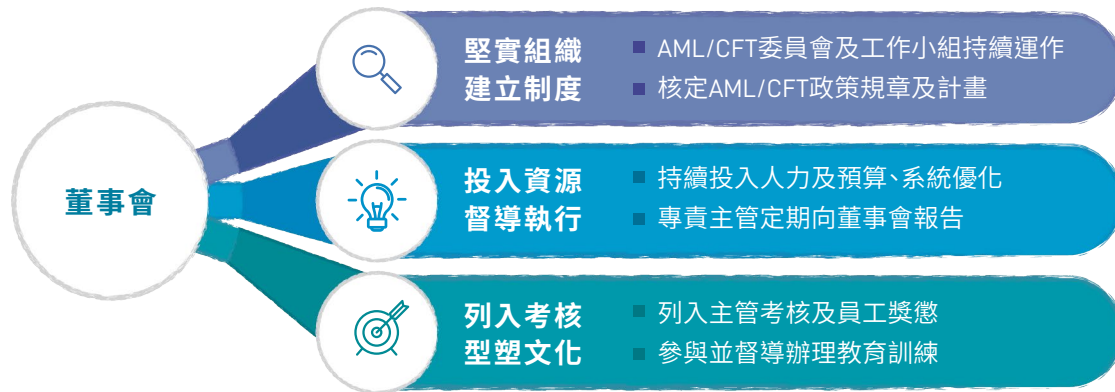 董事會
堅實組織
建立制度
■ AML/CFT委員會及工作小組持續運作
■ 核定AML/CFT政策規章及計畫
投入資源
督導執行
■ 持續投入人力及預算、系統優化
■ 專責主管定期向董事會報告
列入考核
型塑文化
■ 列入主管考核及員工獎懲
■ 參與並督導辦理教育訓練